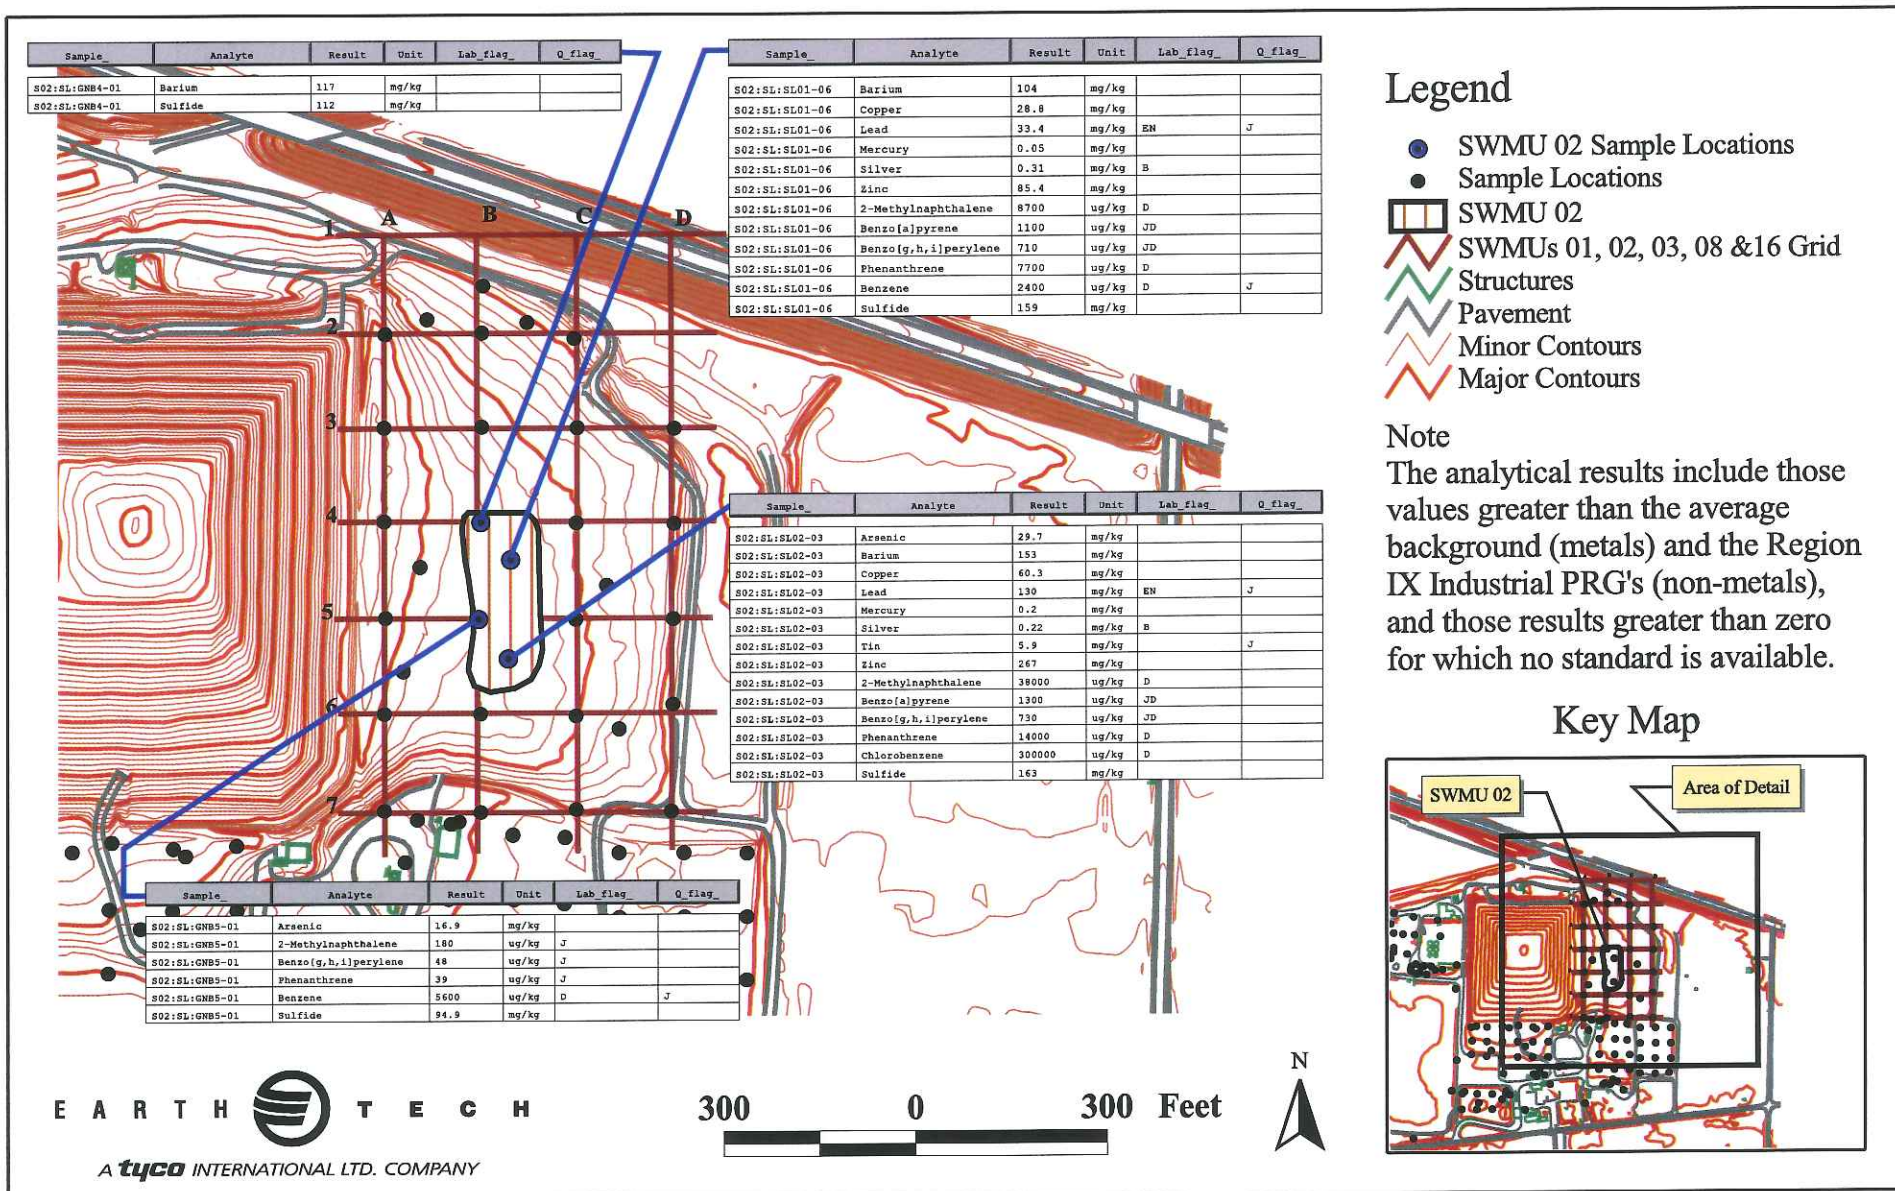 Sample_ Analyte Result Unit Lab_flag_ Q_flag_
S02:SL:GNB4-01 Barium 117 mg/kg
S02:SL:GNB4-01 Sulfide 112 mg/kg
Sample_ Analyte Result Unit Lab_flag_ Q_flag_
S02:SL:SL01-06 Barium 104 mg/kg
S02:SL:SL01-06 Copper 28.8 mg/kg
S02:SL:SL01-06 Lead 33.4 mg/kg EN J
S02:SL:SL01-06 Mercury 0.05 mg/kg
S02:SL:SL01-06 Silver 0.31 mg/kg B
S02:SL:SL01-06 Zinc 85.4 mg/kg
S02:SL:SL01-06 2-Methylnaphthalene 8700 ug/kg D
S02:SL:SL01-06 Benzo[a]pyrene 1100 ug/kg JD
S02:SL:SL01-06 Benzo[g,h,i]perylene 710 ug/kg JD
S02:SL:SL01-06 Phenanthrene 7700 ug/kg D
S02:SL:SL01-06 Benzene 2400 ug/kg D J
S02:SL:SL01-06 Sulfide 159 mg/kg
A B C D
1
2
3
4
5
6
7
Sample_ Analyte Result Unit Lab_flag_ Q_flag_
S02:SL:SL02-03 Arsenic 29.7 mg/kg
S02:SL:SL02-03 Barium 153 mg/kg
S02:SL:SL02-03 Copper 60.3 mg/kg
S02:SL:SL02-03 Lead 130 mg/kg EN J
S02:SL:SL02-03 Mercury 0.2 mg/kg
S02:SL:SL02-03 Silver 0.22 mg/kg B
S02:SL:SL02-03 Tin 5.9 mg/kg J
S02:SL:SL02-03 Zinc 267 mg/kg
S02:SL:SL02-03 2-Methylnaphthalene 38000 ug/kg D
S02:SL:SL02-03 Benzo[a]pyrene 1300 ug/kg JD
S02:SL:SL02-03 Benzo[g,h,i]perylene 730 ug/kg JD
S02:SL:SL02-03 Phenanthrene 14000 ug/kg D
S02:SL:SL02-03 Chlorobenzene 300000 ug/kg D
S02:SL:SL02-03 Sulfide 163 mg/kg
Sample_ Analyte Result Unit Lab_flag_ Q_flag_
S02:SL:GNB5-01 Arsenic 16.9 mg/kg
S02:SL:GNB5-01 2-Methylnaphthalene 180 ug/kg J
S02:SL:GNB5-01 Benzo[g,h,i]perylene 48 ug/kg J
S02:SL:GNB5-01 Phenanthrene 39 ug/kg J
S02:SL:GNB5-01 Benzene 5600 ug/kg D J
S02:SL:GNB5-01 Sulfide 94.9 mg/kg
Legend
SWMU 02 Sample Locations
Sample Locations
SWMU 02
SWMUs 01, 02, 03, 08 &16 Grid
Structures
Pavement
Minor Contours
Major Contours
Note
The analytical results include those
values greater than the average
background (metals) and the Region
IX Industrial PRG's (non-metals),
and those results greater than zero
for which no standard is available.
Key Map
SWMU 02
Area of Detail
EARTH TECH
A tyco INTERNATIONAL LTD. COMPANY
300 0 300 Feet
N